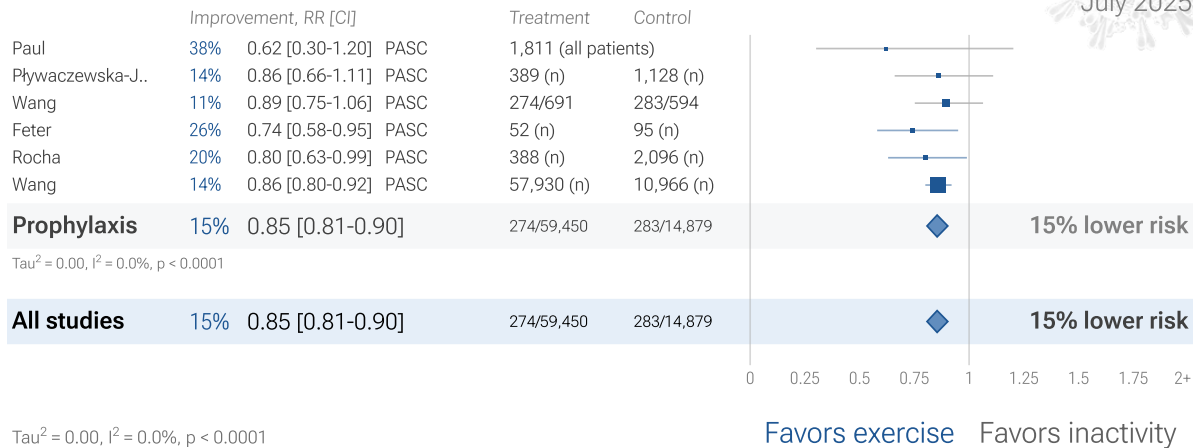 July 2025
Improvement, RR [CI] Treatment Control
Paul 38% 0.62 [0.30-1.20] PASC 1,811 (all patients)
Pływaczewska-J.. 14% 0.86 [0.66-1.11] PASC 389 (n) 1,128 (n)
Wang 11% 0.89 [0.75-1.06] PASC 274/691 283/594
Feter 26% 0.74 [0.58-0.95] PASC 52 (n) 95 (n)
Rocha 20% 0.80 [0.63-0.99] PASC 388 (n) 2,096 (n)
Wang 14% 0.86 [0.80-0.92] PASC 57,930 (n) 10,966 (n)
Prophylaxis 15% 0.85 [0.81-0.90] 274/59,450 283/14,879 15% lower risk
Tau² = 0.00, I² = 0.0%, p < 0.0001
All studies 15% 0.85 [0.81-0.90] 274/59,450 283/14,879 15% lower risk
0 0.25 0.5 0.75 1 1.25 1.5 1.75 2+
Tau² = 0.00, I² = 0.0%, p < 0.0001 Favors exercise Favors inactivity